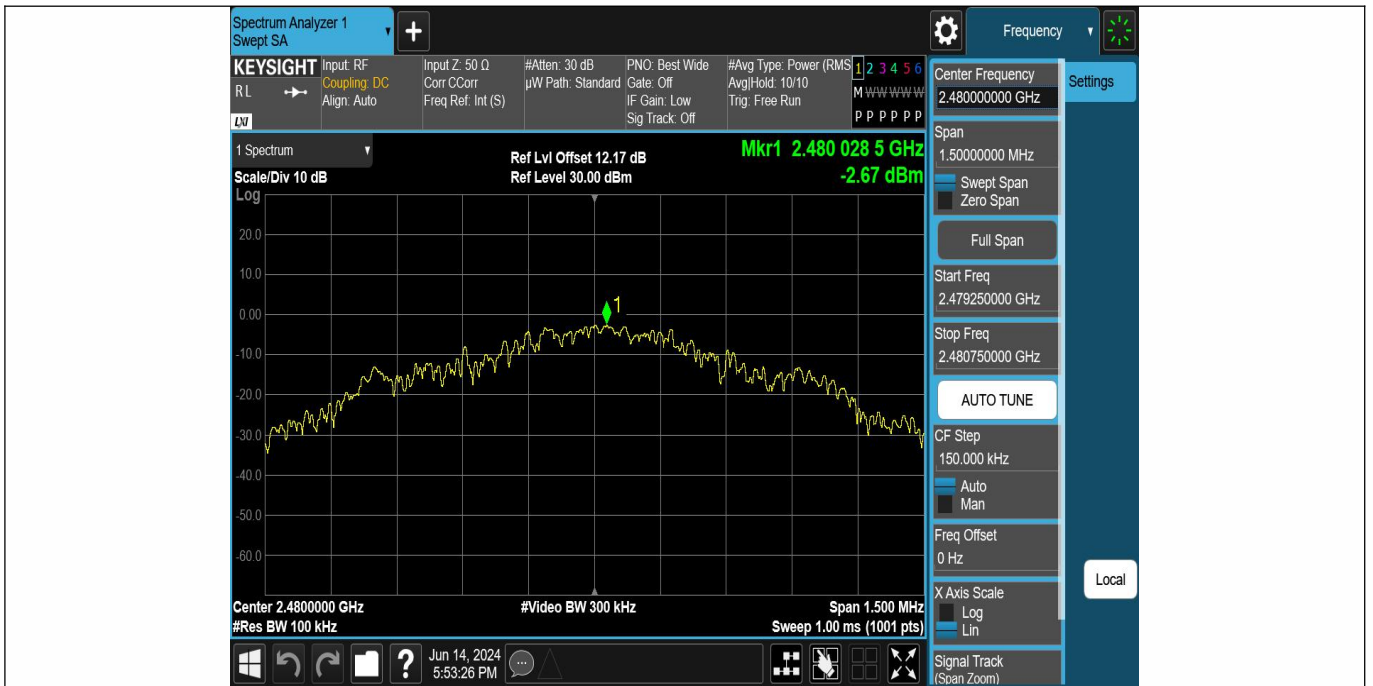 Spectrum Analyzer 1
Swept SA
+
Frequency
KEYSIGHT
RL
LXI
Input: RF
Coupling: DC
Align: Auto
Input Z: 50 Ω
Corr CCorr
Freq Ref: Int (S)
#Atten: 30 dB
µW Path: Standard
PNO: Best Wide
Gate: Off
IF Gain: Low
Sig Track: Off
#Avg Type: Power (RMS
Avg|Hold: 10/10
Trig: Free Run
1 2 3 4 5 6
M W W W W W
P P P P P P
1 Spectrum
Scale/Div 10 dB
Log
Ref Lvl Offset 12.17 dB
Ref Level 30.00 dBm
Mkr1 2.480 028 5 GHz
-2.67 dBm
20.0
10.0
0.00
-10.0
-20.0
-30.0
-40.0
-50.0
-60.0
1
Center 2.4800000 GHz
#Res BW 100 kHz
#Video BW 300 kHz
Span 1.500 MHz
Sweep 1.00 ms (1001 pts)
Center Frequency
2.480000000 GHz
Settings
Span
1.50000000 MHz
Swept Span
Zero Span
Full Span
Start Freq
2.479250000 GHz
Stop Freq
2.480750000 GHz
AUTO TUNE
CF Step
150.000 kHz
Auto
Man
Freq Offset
0 Hz
Local
X Axis Scale
Log
Lin
Signal Track
(Span Zoom)
?
Jun 14, 2024
5:53:26 PM